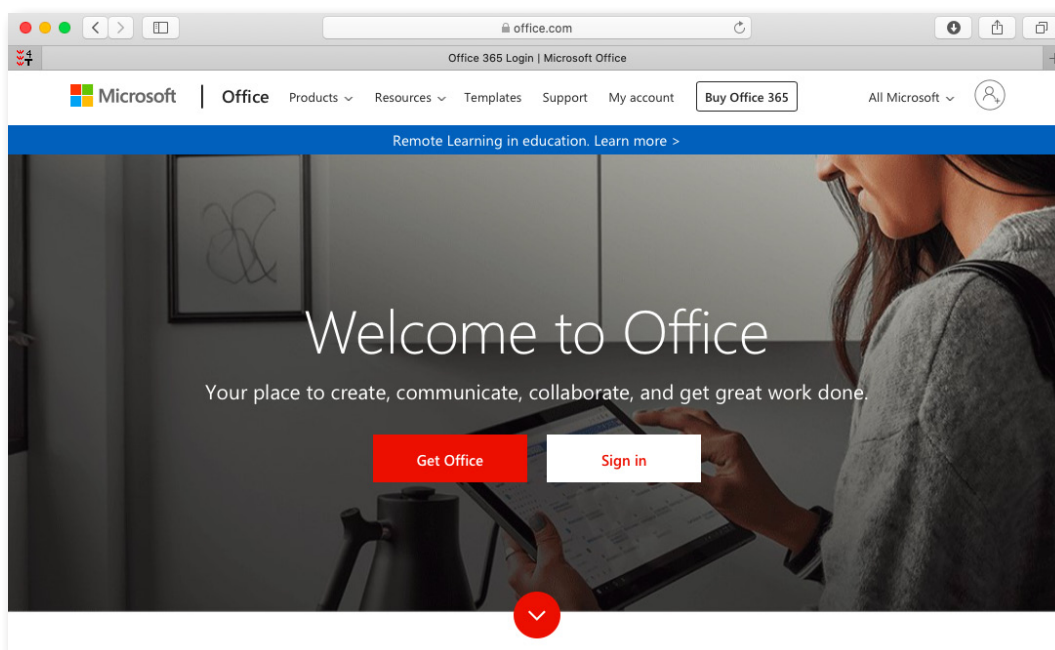 office.com
Office 365 Login | Microsoft Office
Microsoft | Office Products Resources Templates Support My account Buy Office 365 All Microsoft
Remote Learning in education. Learn more >
Welcome to Office
Your place to create, communicate, collaborate, and get great work done.
Get Office Sign in